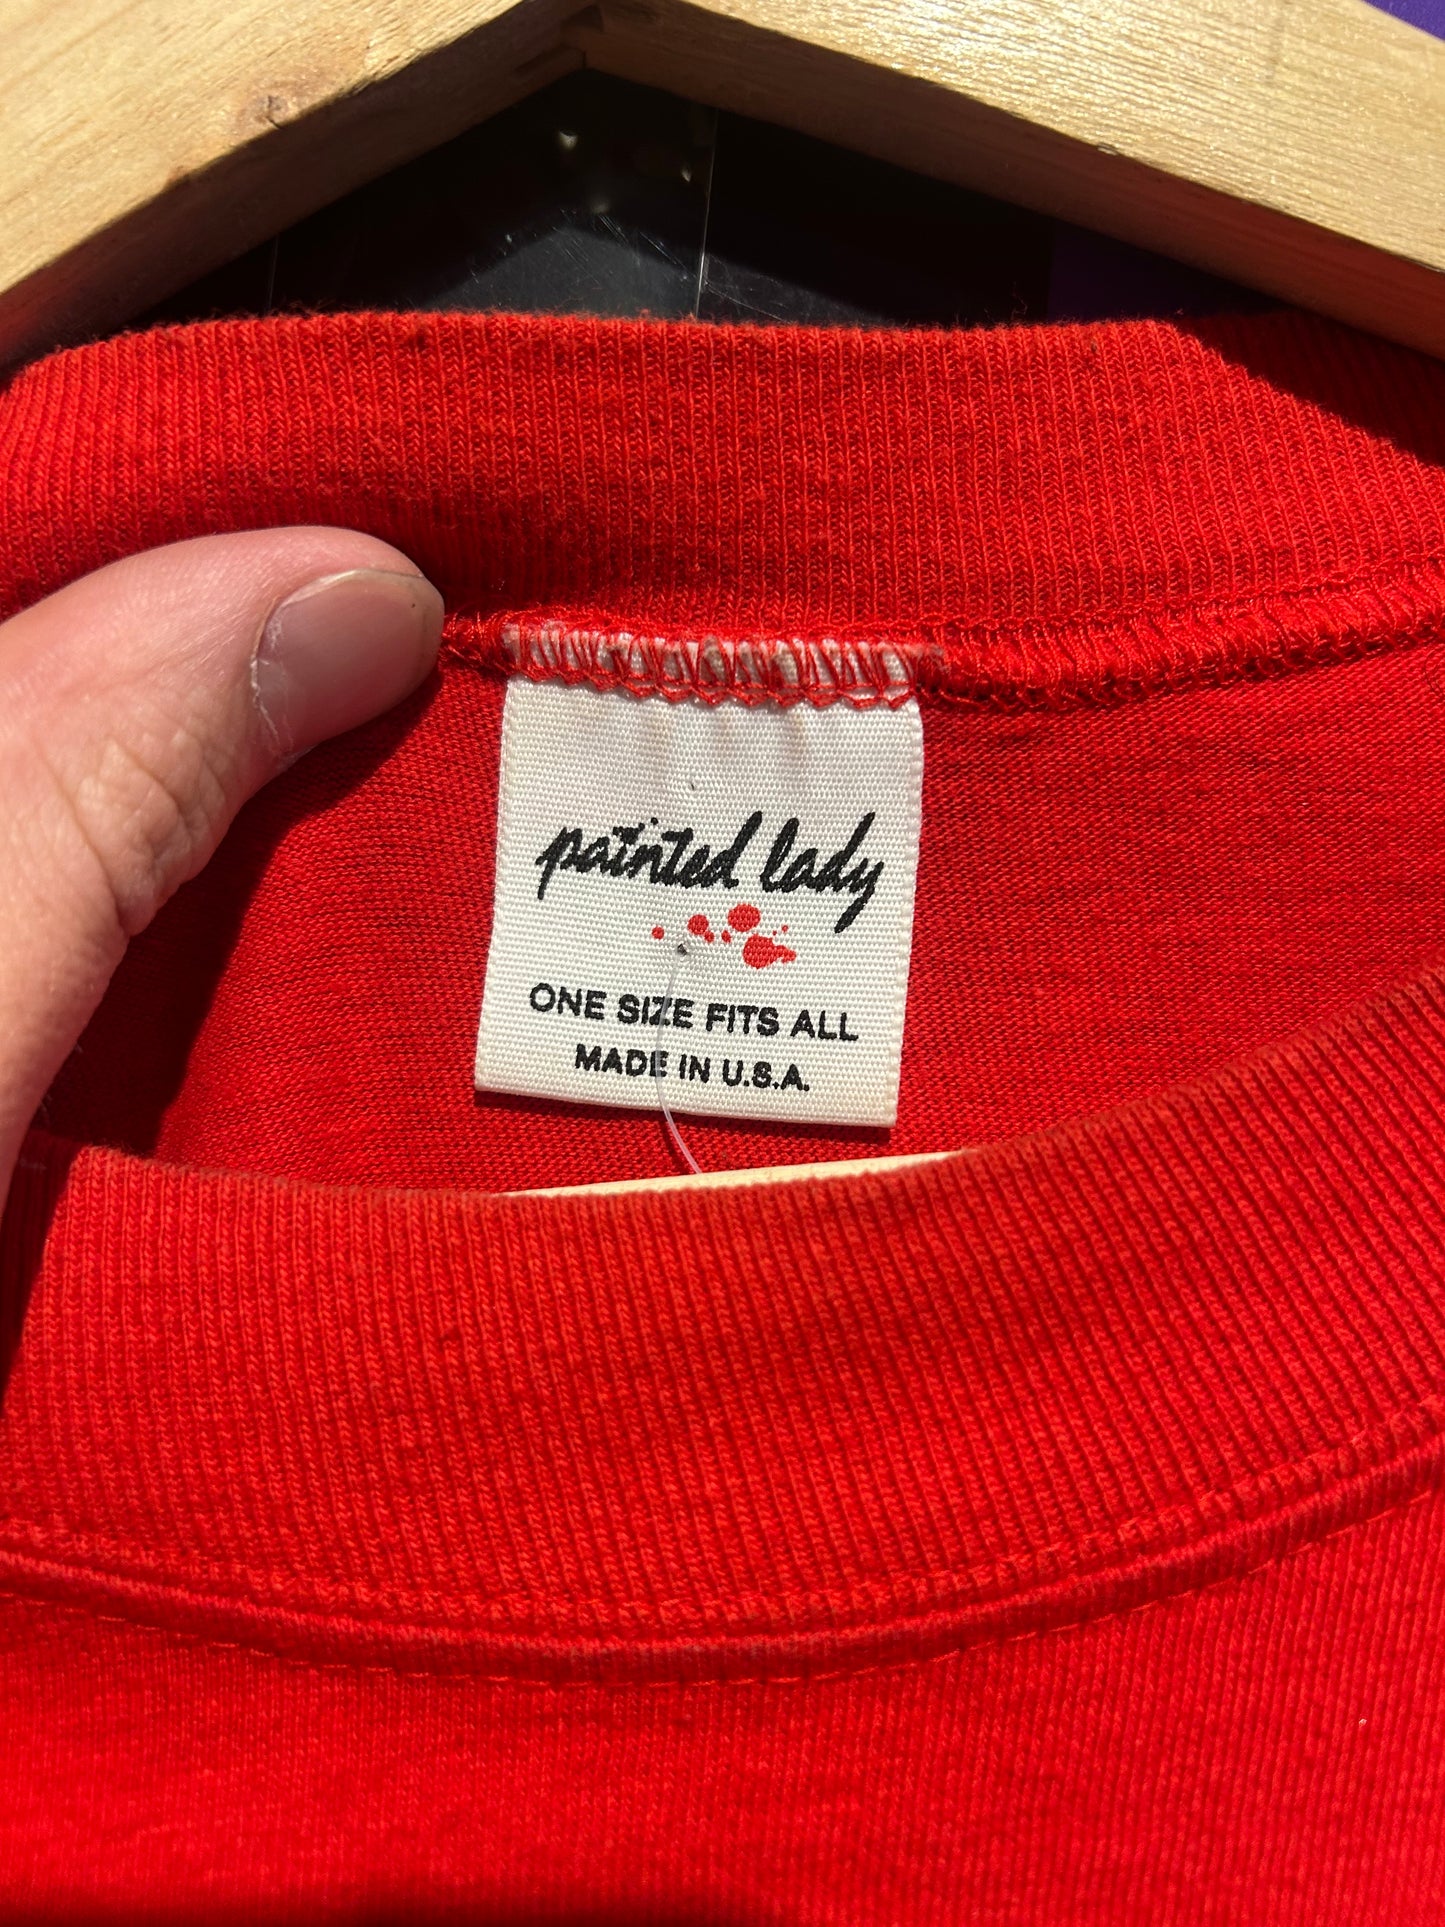 painted lady
ONE SIZE FITS ALL
MADE IN U.S.A.